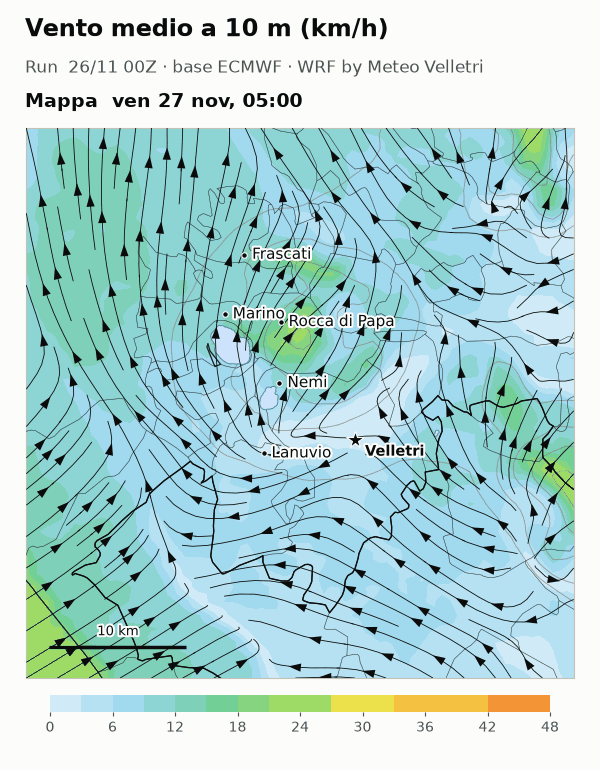 Vento medio a 10 m (km/h)
Run  26/11 00Z · base ECMWF · WRF by Meteo Velletri
Mappa  ven 27 nov, 05:00
Frascati
Marino
Rocca di Papa
Nemi
Velletri
Lanuvio
10 km
0 6 12 18 24 30 36 42 48